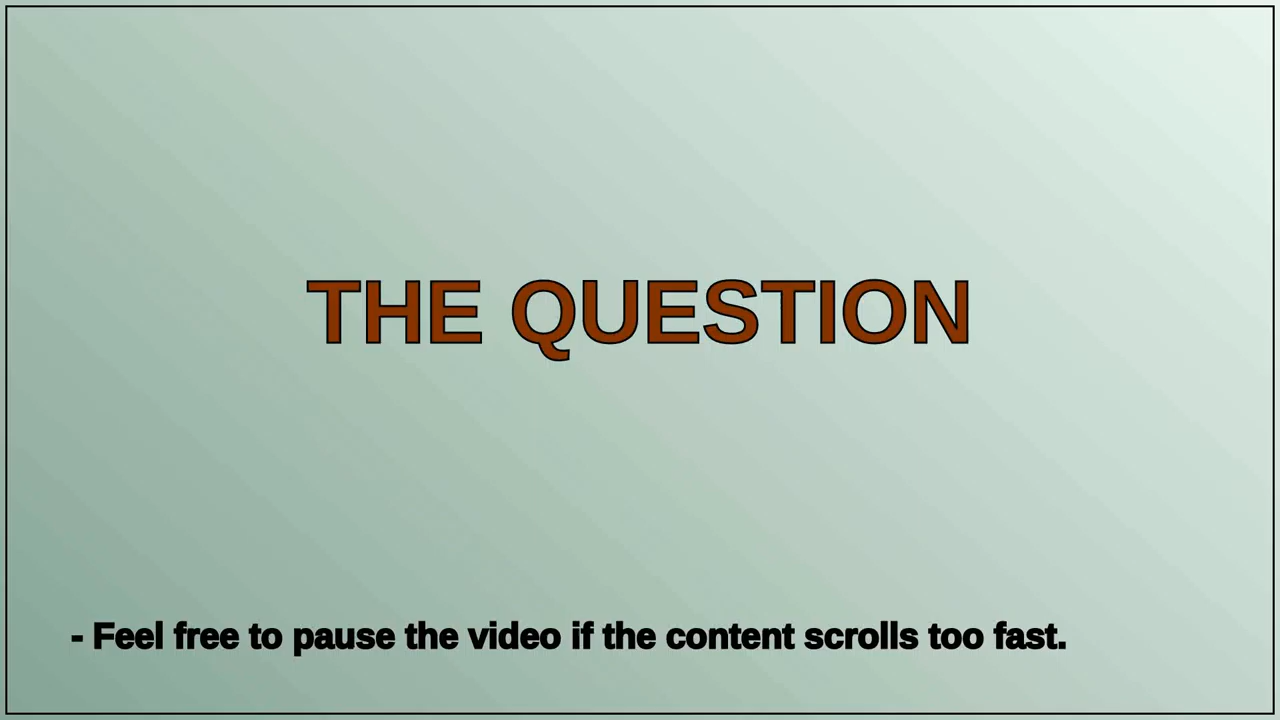 THE QUESTION
- Feel free to pause the video if the content scrolls too fast.